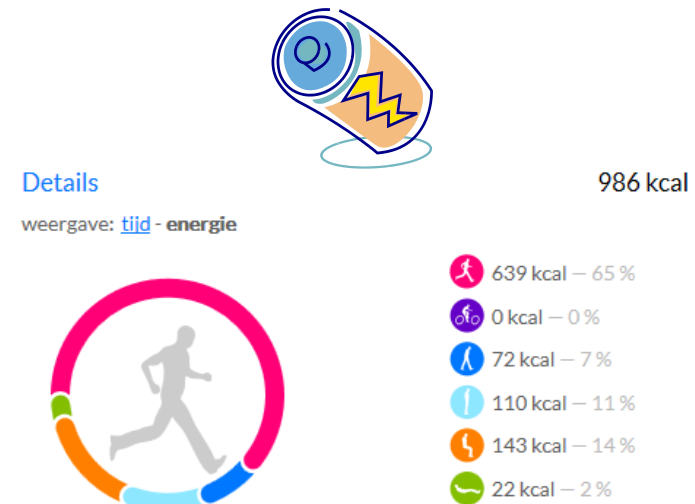 Details 986 kcal
weergave: tijd - energie
639 kcal — 65 %
0 kcal — 0 %
72 kcal — 7 %
110 kcal — 11 %
143 kcal — 14 %
22 kcal — 2 %